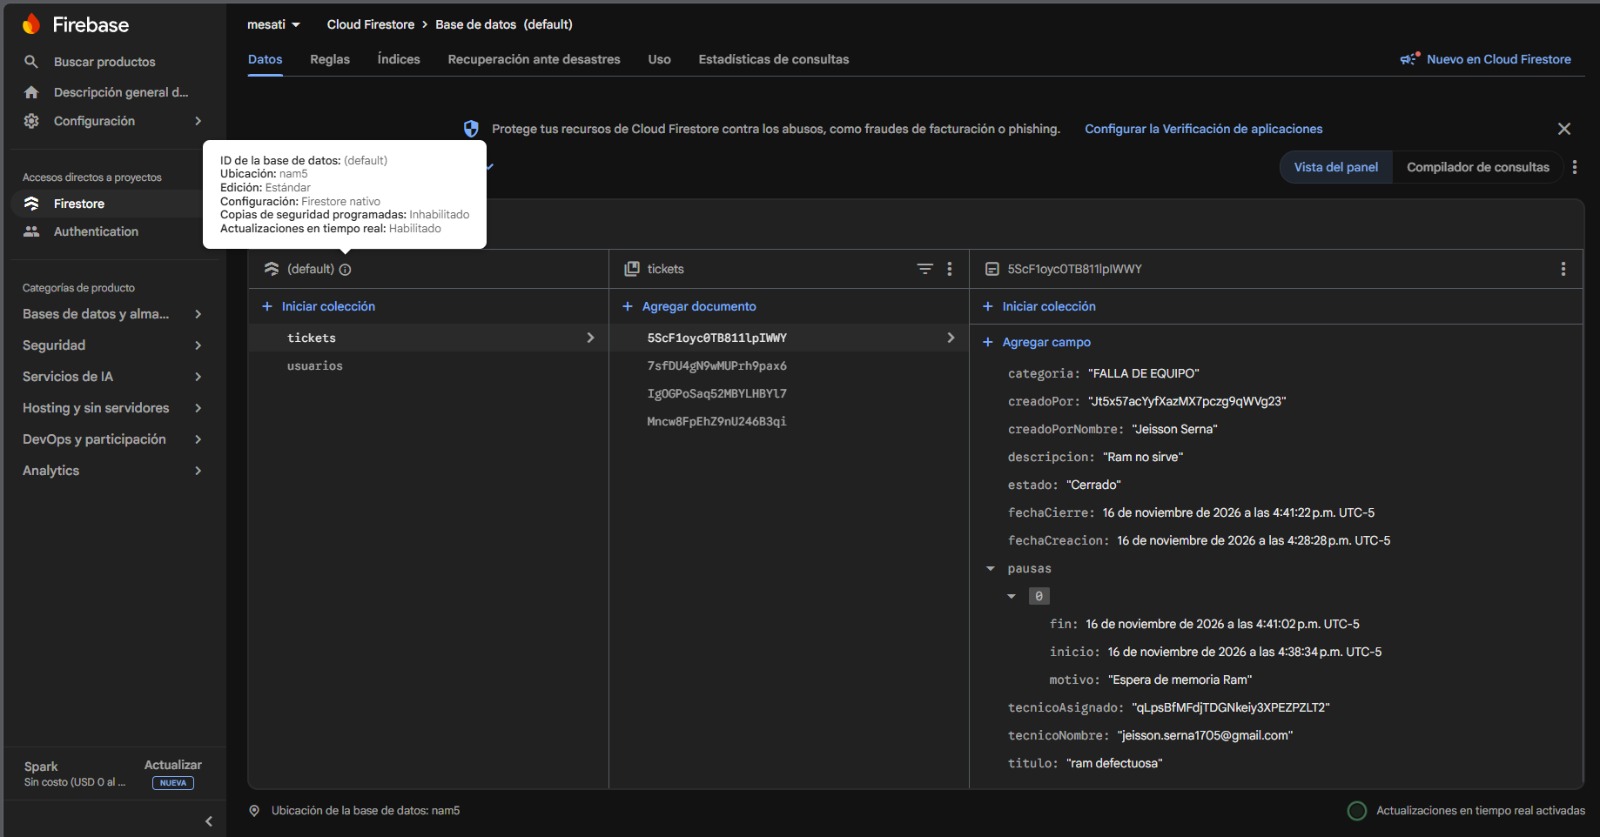 Firebase
Buscar productos
Descripción general d...
Configuración
Accesos directos a proyectos
Firestore
Authentication
Categorías de producto
Bases de datos y alma...
Seguridad
Servicios de IA
Hosting y sin servidores
DevOps y participación
Analytics
Spark
Sin costo (USD 0 al ...
Actualizar
NUEVA
mesati
Cloud Firestore > Base de datos (default)
Datos
Reglas
Índices
Recuperación ante desastres
Uso
Estadísticas de consultas
Nuevo en Cloud Firestore
Protege tus recursos de Cloud Firestore contra los abusos, como fraudes de facturación o phishing.
Configurar la Verificación de aplicaciones
ID de la base de datos: (default)
Ubicación: nam5
Edición: Estándar
Configuración: Firestore nativo
Copias de seguridad programadas: Inhabilitado
Actualizaciones en tiempo real: Habilitado
Vista del panel
Compilador de consultas
(default)
Iniciar colección
tickets
usuarios
tickets
Agregar documento
5ScF1oyc0TB811lpIWWY
7sfDU4gN9wMUPrh9pax6
IgOGPoSaq52MBYLHBYl7
Mncw8FpEhZ9nU246B3qi
5ScF1oyc0TB811lpIWWY
Iniciar colección
Agregar campo
categoria: "FALLA DE EQUIPO"
creadoPor: "Jt5x57acYyfXazMX7pczg9qWVg23"
creadoPorNombre: "Jeisson Serna"
descripcion: "Ram no sirve"
estado: "Cerrado"
fechaCierre: 16 de noviembre de 2026 a las 4:41:22 p.m. UTC-5
fechaCreacion: 16 de noviembre de 2026 a las 4:28:28 p.m. UTC-5
pausas
0
fin: 16 de noviembre de 2026 a las 4:41:02 p.m. UTC-5
inicio: 16 de noviembre de 2026 a las 4:38:34 p.m. UTC-5
motivo: "Espera de memoria Ram"
tecnicoAsignado: "qLpsBfMFdjTDGNkeiy3XPEZPZLT2"
tecnicoNombre: "jeisson.serna1705@gmail.com"
titulo: "ram defectuosa"
Ubicación de la base de datos: nam5
Actualizaciones en tiempo real activadas